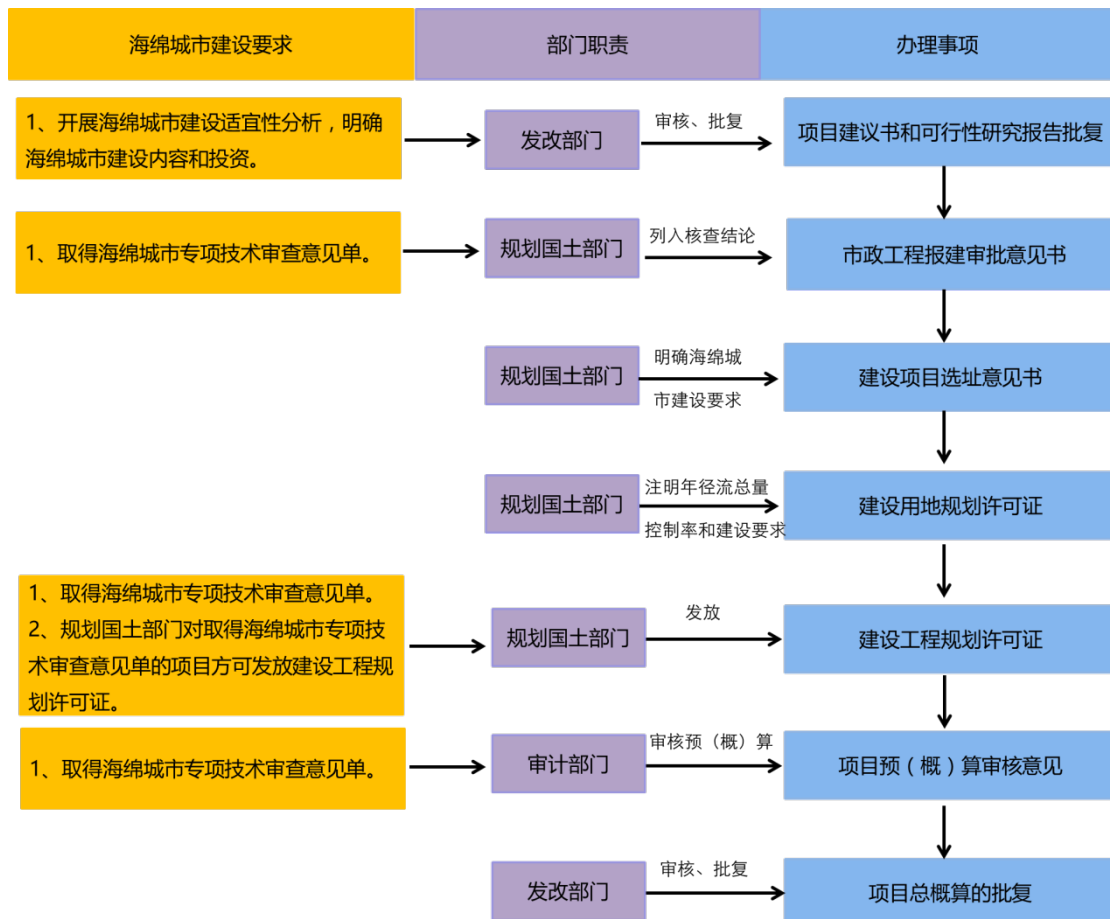 海绵城市建设要求
部门职责
办理事项
1、开展海绵城市建设适宜性分析，明确
海绵城市建设内容和投资。
发改部门
审核、批复
项目建议书和可行性研究报告批复
1、取得海绵城市专项技术审查意见单。
规划国土部门
列入核查结论
市政工程报建审批意见书
规划国土部门
明确海绵城
市建设要求
建设项目选址意见书
规划国土部门
注明年径流总量
控制率和建设要求
建设用地规划许可证
1、取得海绵城市专项技术审查意见单。
2、规划国土部门对取得海绵城市专项技
术审查意见单的项目方可发放建设工程规
划许可证。
规划国土部门
发放
建设工程规划许可证
1、取得海绵城市专项技术审查意见单。
审计部门
审核预（概）算
项目预（概）算审核意见
发改部门
审核、批复
项目总概算的批复